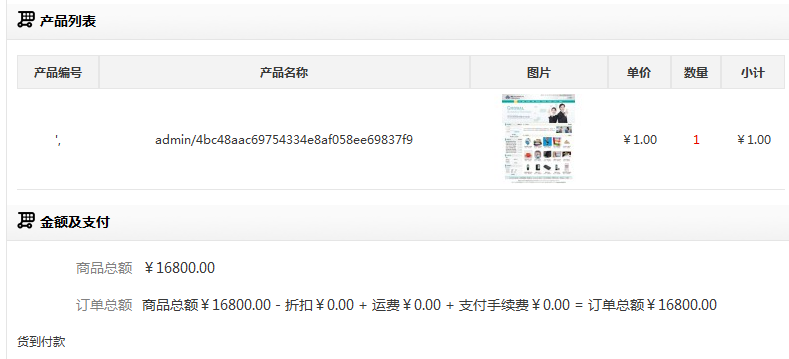 产品列表
产品编号 产品名称 图片 单价 数量 小计
', admin/4bc48aac69754334e8af058ee69837f9 ￥1.00 1 ￥1.00
金额及支付
商品总额 ￥16800.00
订单总额 商品总额￥16800.00 - 折扣￥0.00 + 运费￥0.00 + 支付手续费￥0.00 = 订单总额￥16800.00
货到付款